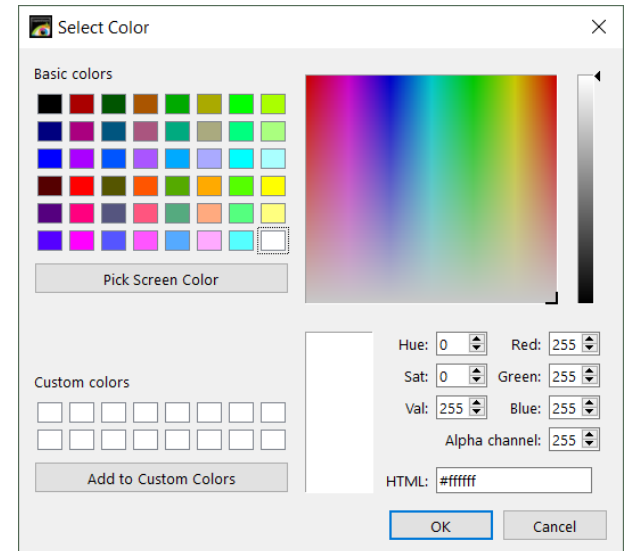 Select Color
Basic colors
Pick Screen Color
Custom colors
Add to Custom Colors
Hue: 0 Red: 255
Sat: 0 Green: 255
Val: 255 Blue: 255
Alpha channel: 255
HTML: #ffffff
OK Cancel